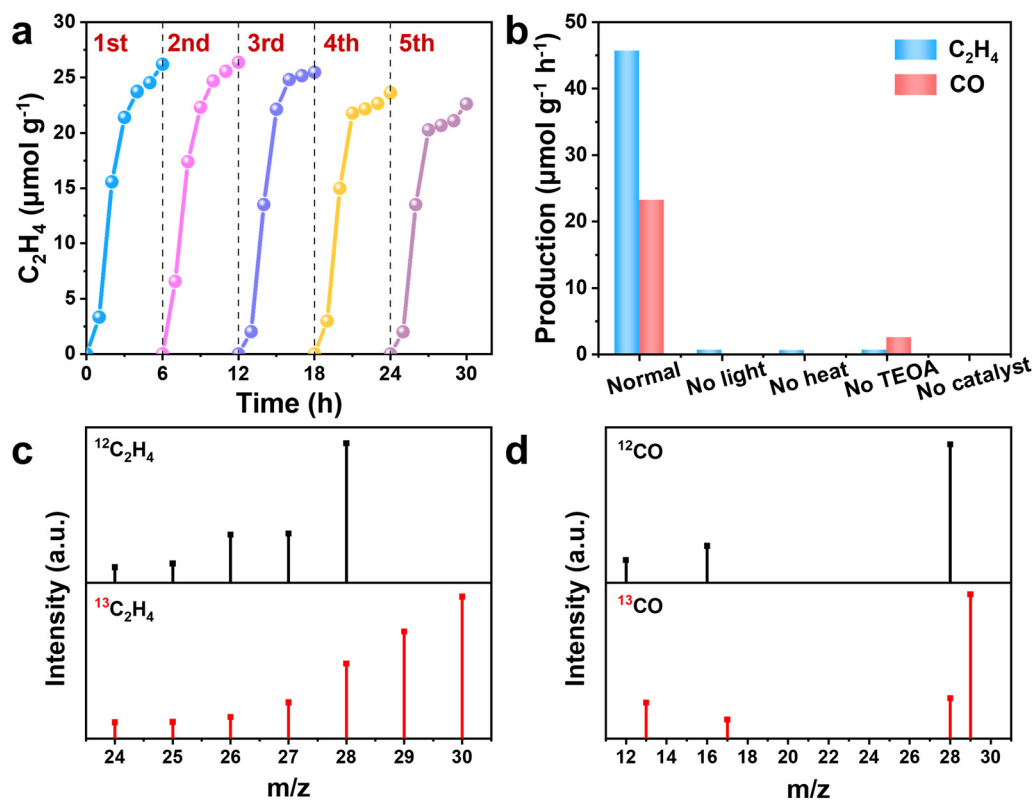 a
1st 2nd 3rd 4th 5th
30
25
20
15
10
5
0
C₂H₄ (μmol g⁻¹)
0 6 12 18 24 30
Time (h)
b
C₂H₄
CO
50
40
30
20
10
0
Production (μmol g⁻¹ h⁻¹)
Normal No light No heat No TEOA No catalyst
c
¹²C₂H₄
¹³C₂H₄
Intensity (a.u.)
24 25 26 27 28 29 30
m/z
d
¹²CO
¹³CO
Intensity (a.u.)
12 14 16 18 20 22 24 26 28 30
m/z